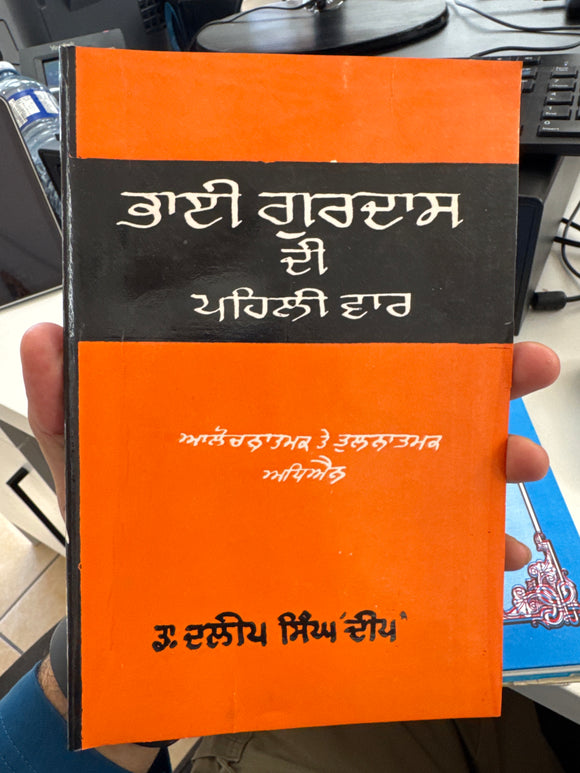 ਭਾਈ ਗੁਰਦਾਸ
ਦੀ
ਪਹਿਲੀ ਵਾਰ
ਆਲੋਚਨਾਤਮਕ ਤੇ ਤੁਲਨਾਤਮਕ
ਅਧਿਐਨ
ਡਾ. ਦਲੀਪ ਸਿੰਘ 'ਦੀਪ'